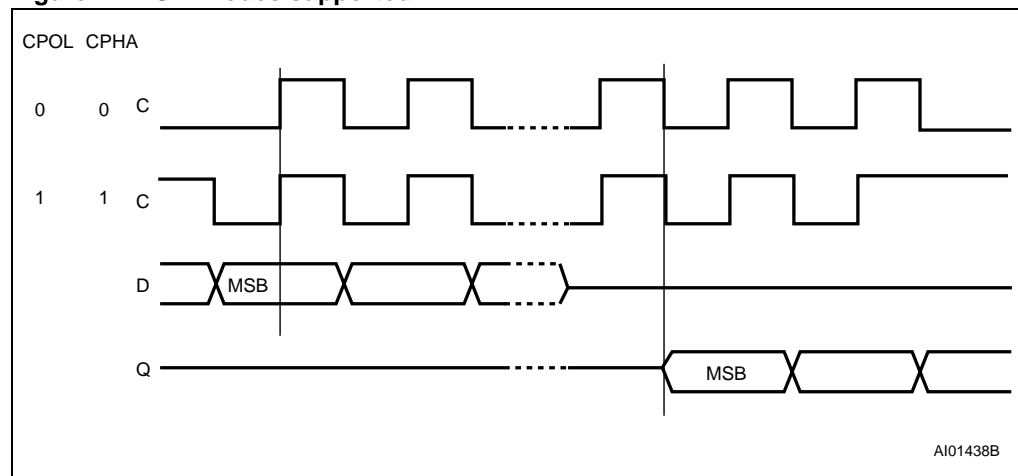 CPOL CPHA
0 0 C
1 1 C
D MSB
Q MSB
AI01438B